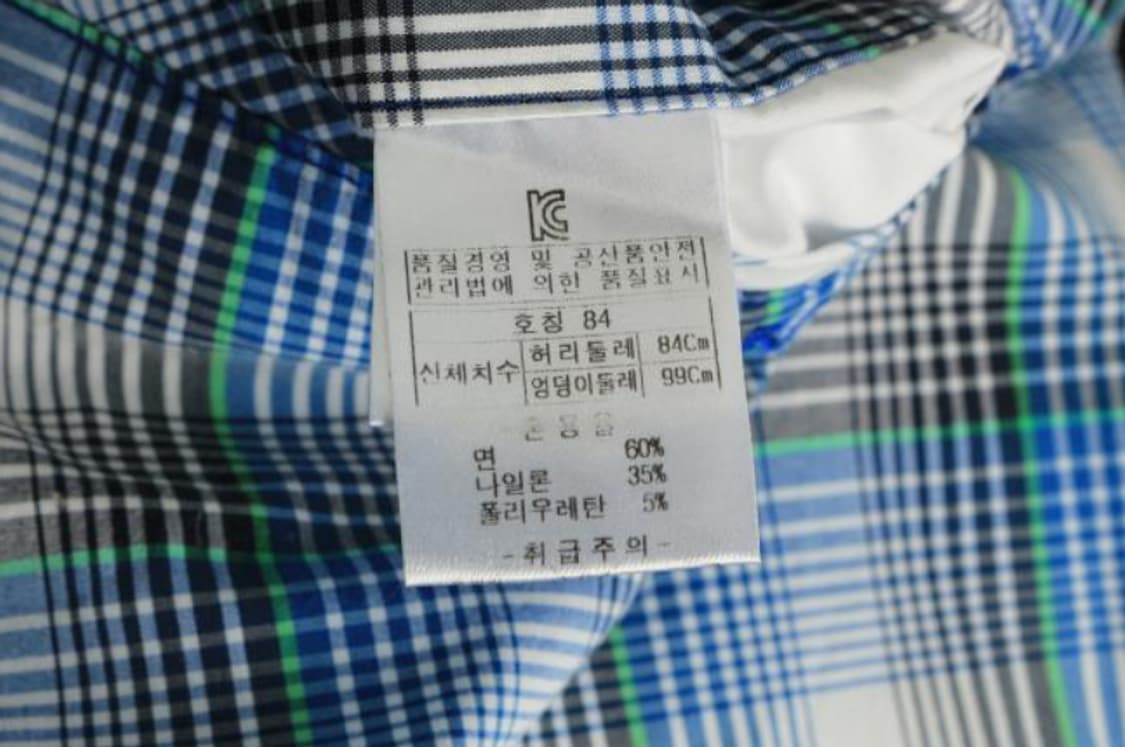 KC
품질경영 및 공산품안전
관리법에 의한 품질표시
호칭 84
신체치수 허리둘레 84Cm
엉덩이둘레 99Cm
혼용율
면 60%
나일론 35%
폴리우레탄 5%
-취급주의-